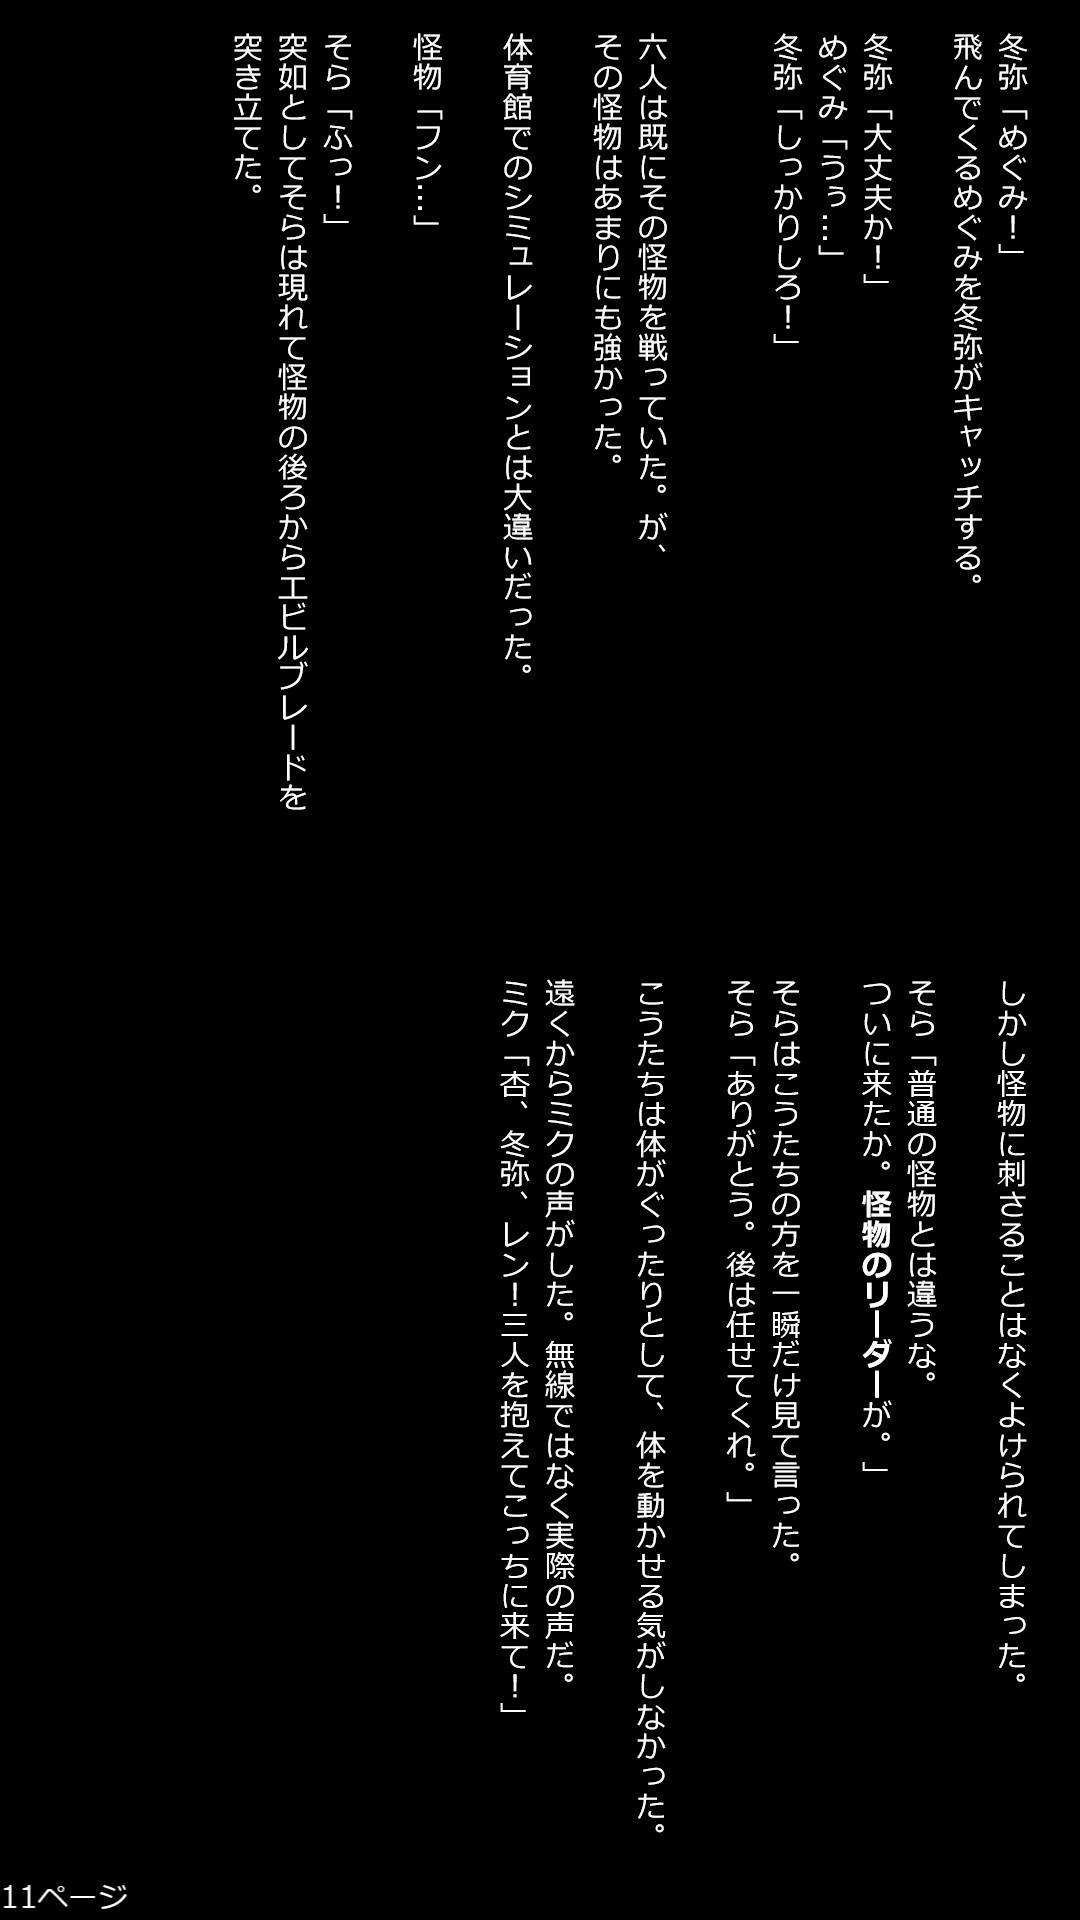 冬弥「めぐみ！」
飛んでくるめぐみを冬弥がキャッチする。
冬弥「大丈夫か！」
めぐみ「うぅ…」
冬弥「しっかりしろ！」
六人は既にその怪物を戦っていた。が、
その怪物はあまりにも強かった。
体育館でのシミュレーションとは大違いだった。
怪物「フン…」
そら「ふっ！」
突如としてそらは現れて怪物の後ろからエビルブレードを
突き立てた。
しかし怪物に刺さることはなくよけられてしまった。
そら「普通の怪物とは違うな。
ついに来たか。怪物のリーダーが。」
そらはこうたちの方を一瞬だけ見て言った。
そら「ありがとう。後は任せてくれ。」
こうたちは体がぐったりとして、体を動かせる気がしなかった。
遠くからミクの声がした。無線ではなく実際の声だ。
ミク「杏、冬弥、レン！三人を抱えてこっちに来て！」
11ページ